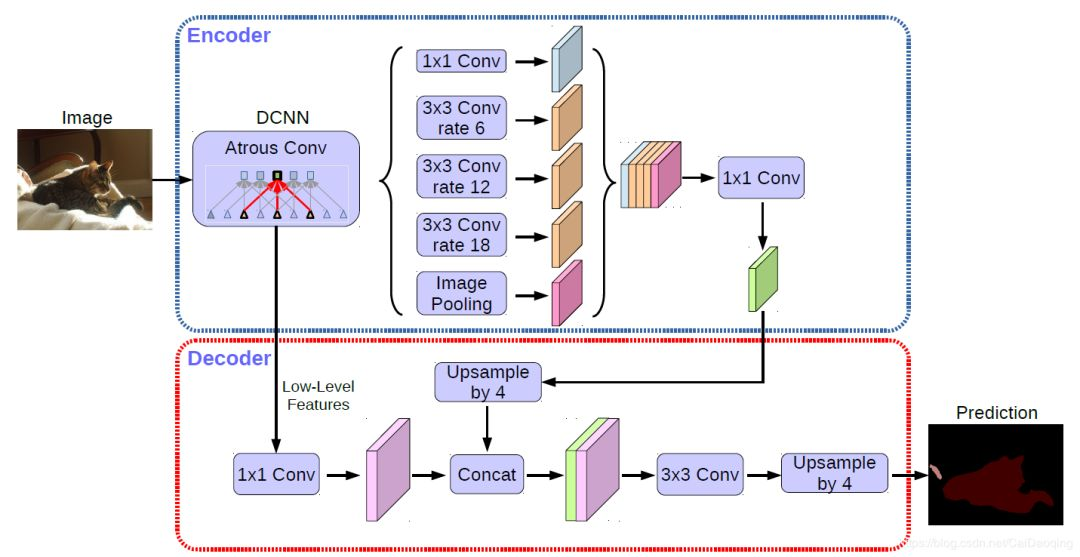 Encoder
Image
DCNN
Atrous Conv
1x1 Conv
3x3 Conv
rate 6
3x3 Conv
rate 12
3x3 Conv
rate 18
Image
Pooling
1x1 Conv
Decoder
Low-Level
Features
1x1 Conv
Upsample
by 4
Concat
3x3 Conv
Upsample
by 4
Prediction
https://blog.csdn.net/CaiDaoqing